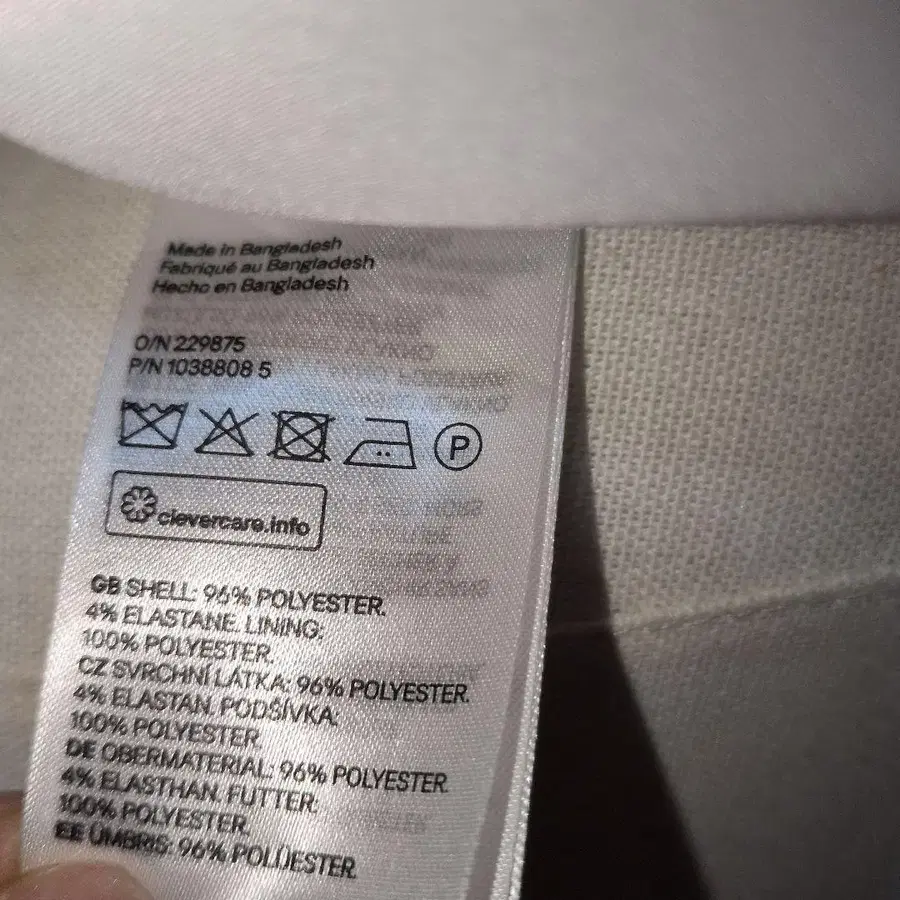 Made in Bangladesh
Fabriqué au Bangladesh
Hecho en Bangladesh
O/N 229875
P/N 1038808 5
P
clevercare.info
GB SHELL: 96% POLYESTER.
4% ELASTANE. LINING:
100% POLYESTER.
CZ SVRCHNÍ LÁTKA: 96% POLYESTER.
4% ELASTAN. PODŠÍVKA:
100% POLYESTER.
DE OBERMATERIAL: 96% POLYESTER.
4% ELASTHAN. FUTTER:
100% POLYESTER.
EE ÜMBRIS: 96% POLÜESTER.